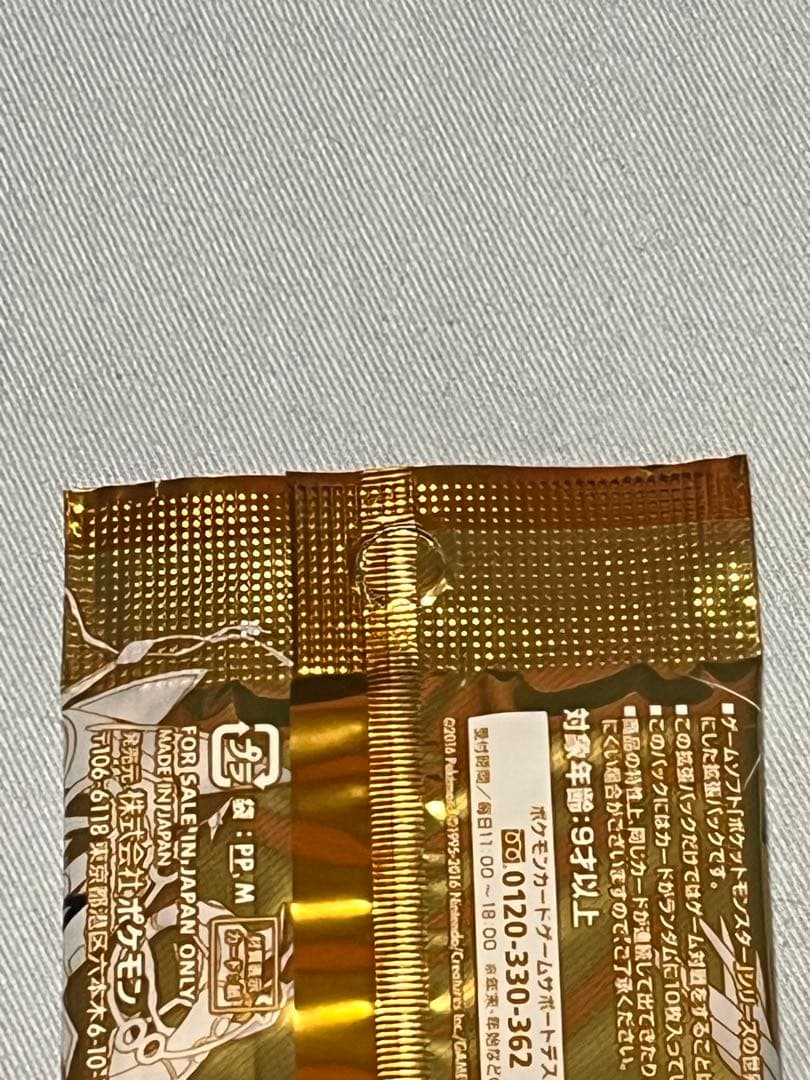 ■ゲームソフト『ポケットモンスター』シリーズの世
にした拡張パックです。
■この拡張パックだけではゲーム対戦をすることは
■このパックにはカードがランダムに10枚入って
■商品の特性上、同じカードが連続して出てきたり
にくい場合がございますので、ご了承ください。
対象年齢:9才以上
ポケモンカードゲームサポートデス
0120-330-362
受付時間/毎日11:00 ~ 18:00
©2016 Pokémon. ©1995-2016 Nintendo/Creatures Inc./GAME
プラ
袋:PP, M
FOR SALE IN JAPAN ONLY
MADE IN JAPAN
発売元 株式会社ポケモン
〒106-6118 東京都港区六本木6-10-